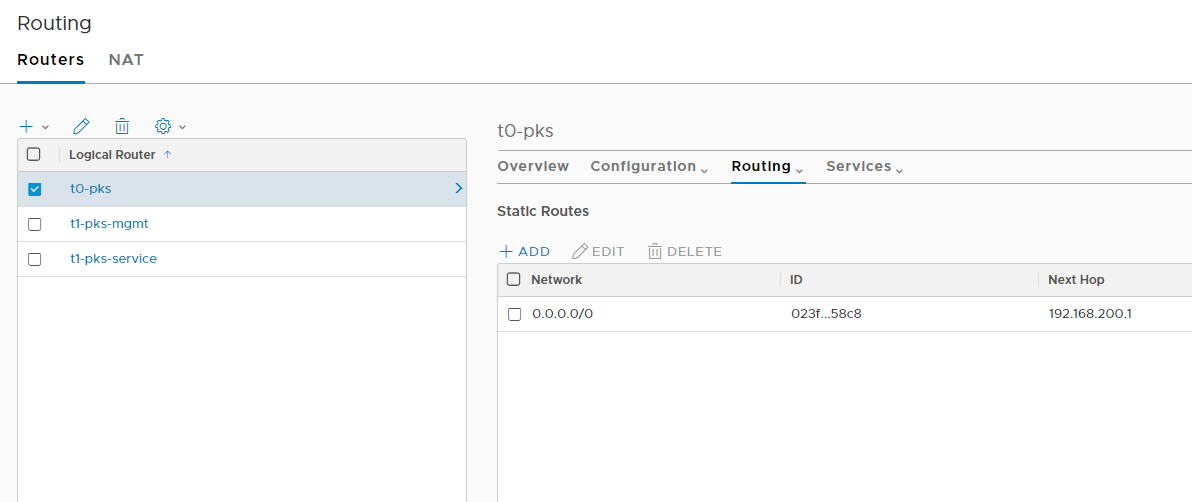 Routing
Routers NAT
Logical Router
t0-pks
t1-pks-mgmt
t1-pks-service
t0-pks
Overview Configuration Routing Services
Static Routes
ADD EDIT DELETE
Network ID Next Hop
0.0.0.0/0 023f...58c8 192.168.200.1